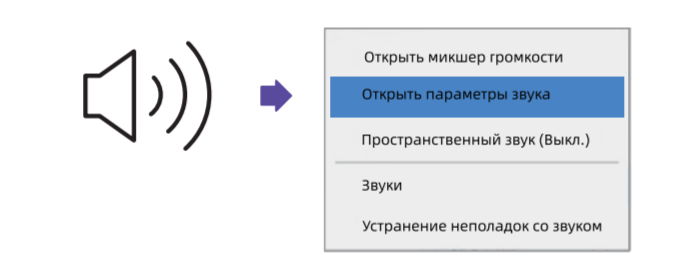 Открыть микшер громкости
Открыть параметры звука
Пространственный звук (Выкл.)
Звуки
Устранение неполадок со звуком